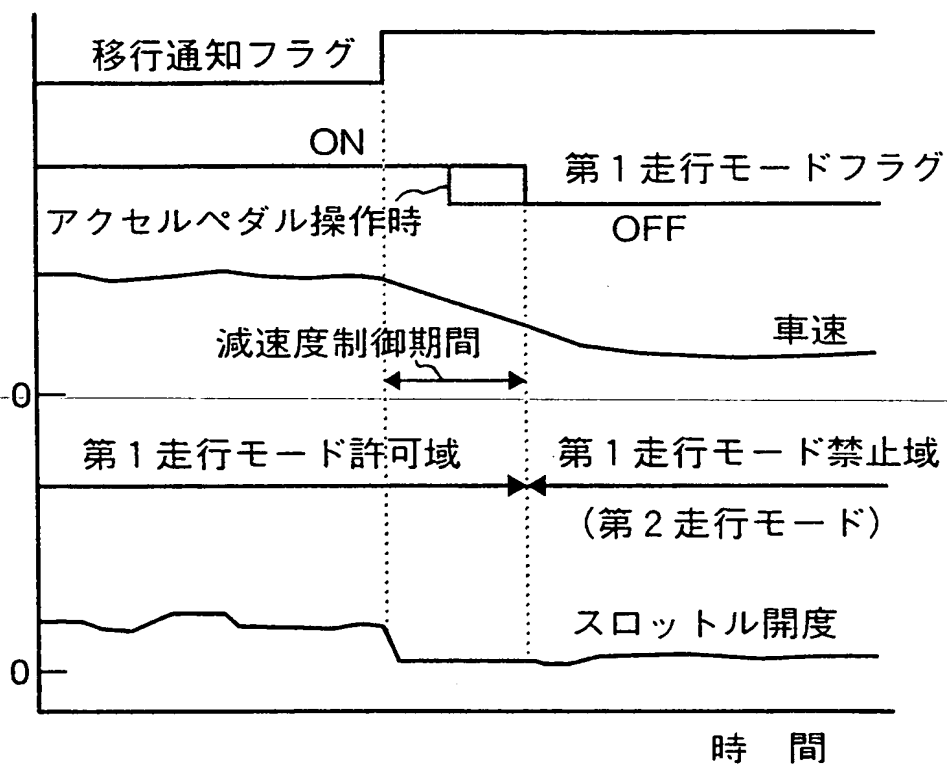 移行通知フラグ
ON
第1走行モードフラグ
アクセルペダル操作時
OFF
車速
減速度制御期間
0
第1走行モード許可域
第1走行モード禁止域
(第2走行モード)
スロットル開度
0
時 間